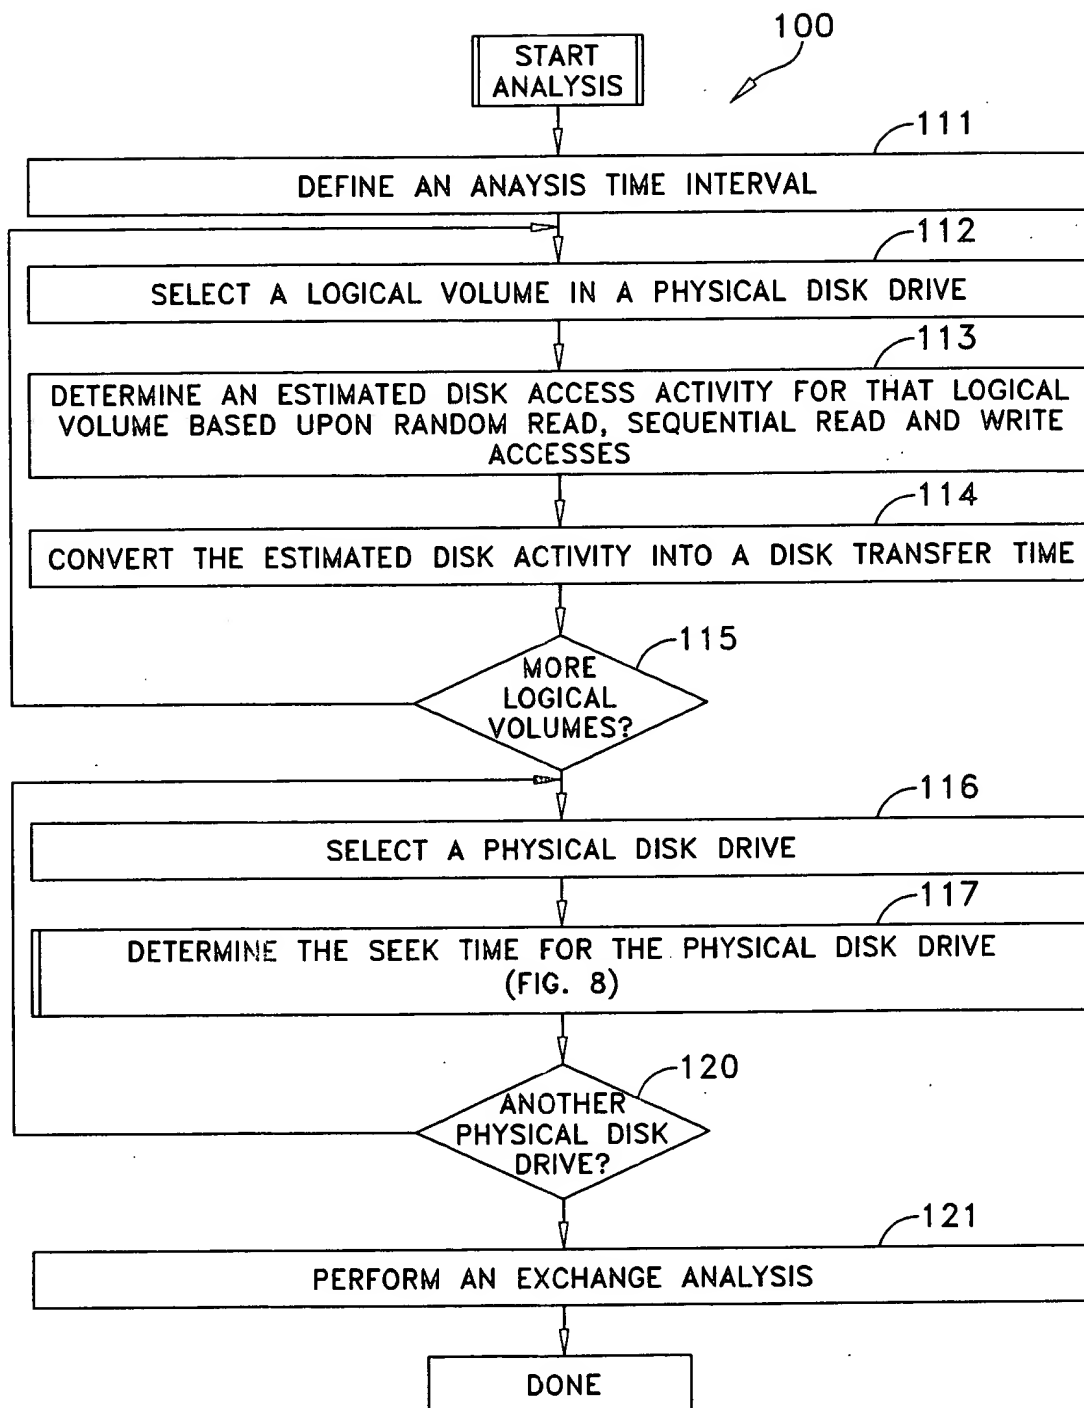 100
START
ANALYSIS
111
DEFINE AN ANAYSIS TIME INTERVAL
112
SELECT A LOGICAL VOLUME IN A PHYSICAL DISK DRIVE
113
DETERMINE AN ESTIMATED DISK ACCESS ACTIVITY FOR THAT LOGICAL
VOLUME BASED UPON RANDOM READ, SEQUENTIAL READ AND WRITE
ACCESSES
114
CONVERT THE ESTIMATED DISK ACTIVITY INTO A DISK TRANSFER TIME
115
MORE
LOGICAL
VOLUMES?
116
SELECT A PHYSICAL DISK DRIVE
117
DETERMINE THE SEEK TIME FOR THE PHYSICAL DISK DRIVE
(FIG. 8)
120
ANOTHER
PHYSICAL DISK
DRIVE?
121
PERFORM AN EXCHANGE ANALYSIS
DONE